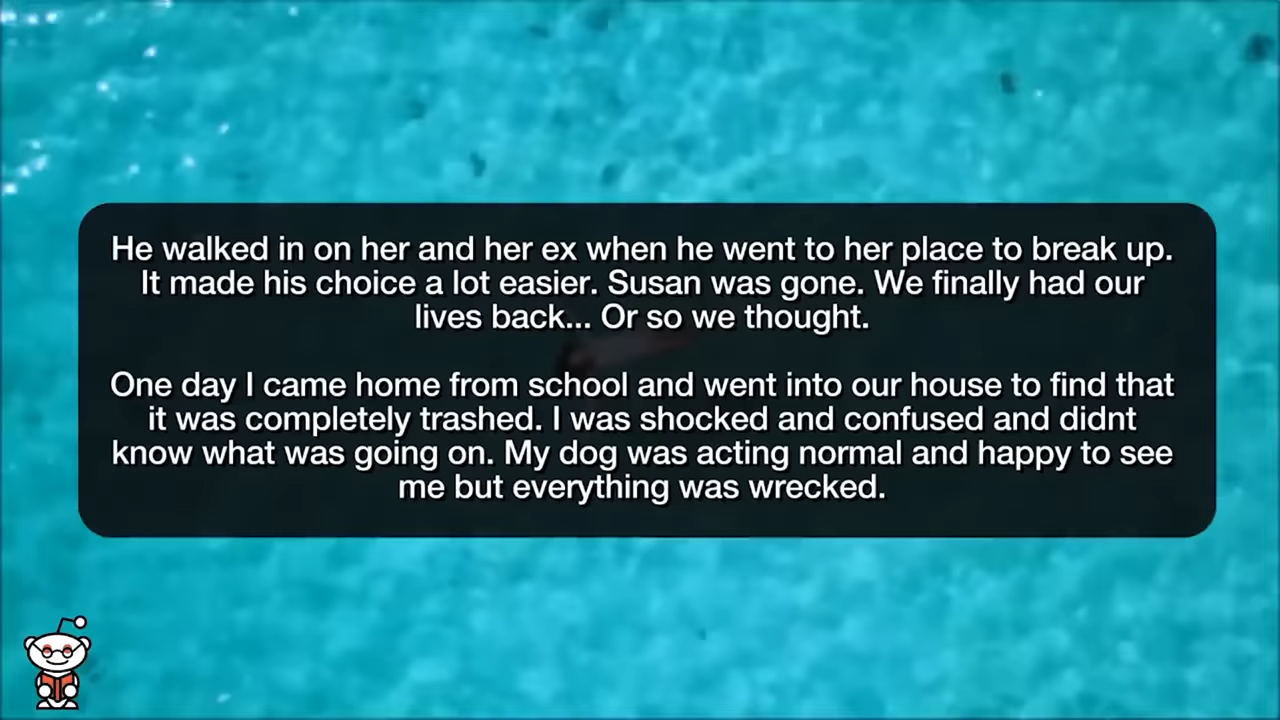 He walked in on her and her ex when he went to her place to break up.
It made his choice a lot easier. Susan was gone. We finally had our
lives back... Or so we thought.
One day I came home from school and went into our house to find that
it was completely trashed. I was shocked and confused and didnt
know what was going on. My dog was acting normal and happy to see
me but everything was wrecked.